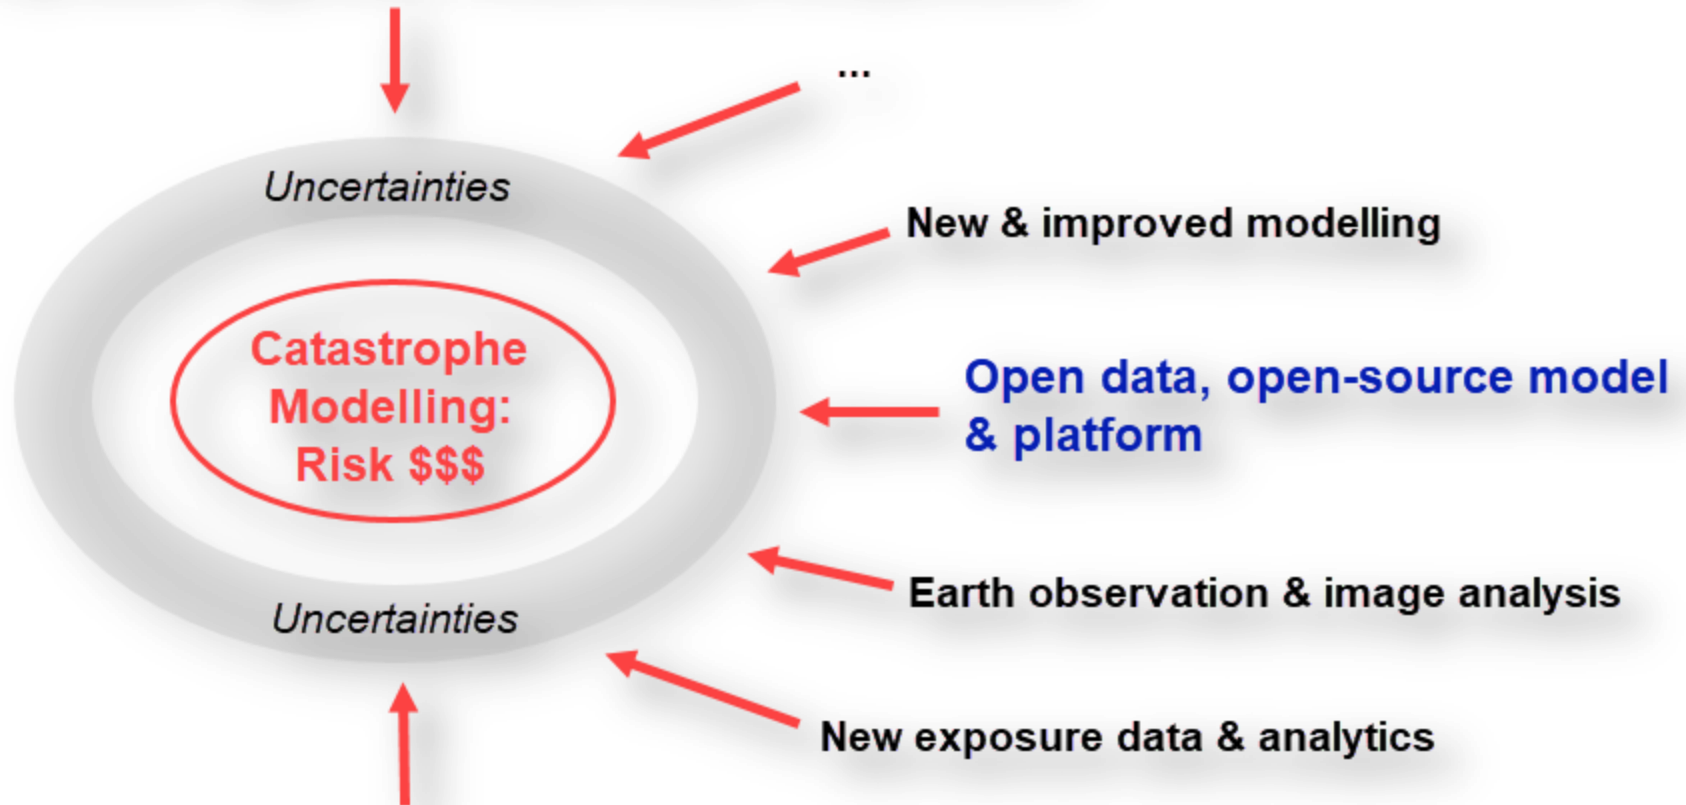 ...
Uncertainties
New & improved modelling
Catastrophe
Modelling:
Risk $$$
Open data, open-source model
& platform
Earth observation & image analysis
Uncertainties
New exposure data & analytics